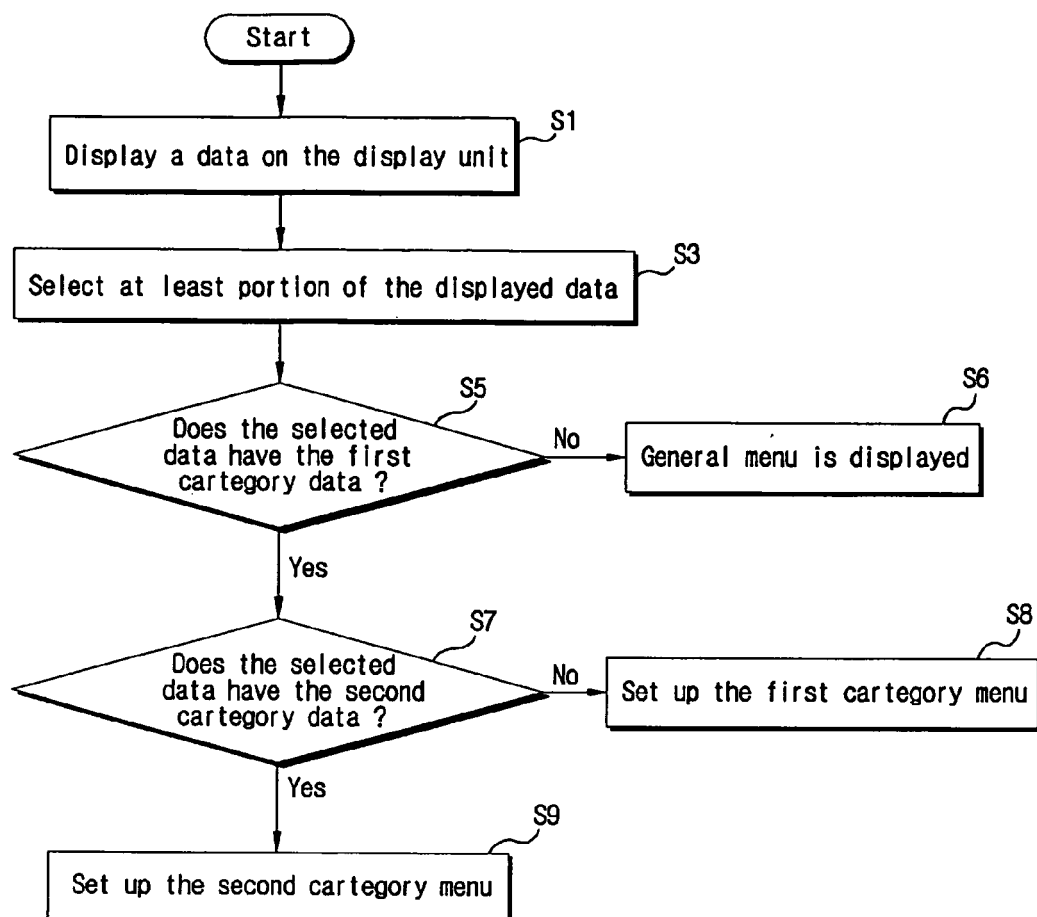 Start
S1
Display a data on the display unit
S3
Select at least portion of the displayed data
S5
Does the selected
data have the first
cartegory data ?
No
S6
General menu is displayed
Yes
S7
Does the selected
data have the second
cartegory data ?
No
S8
Set up the first cartegory menu
Yes
S9
Set up the second cartegory menu